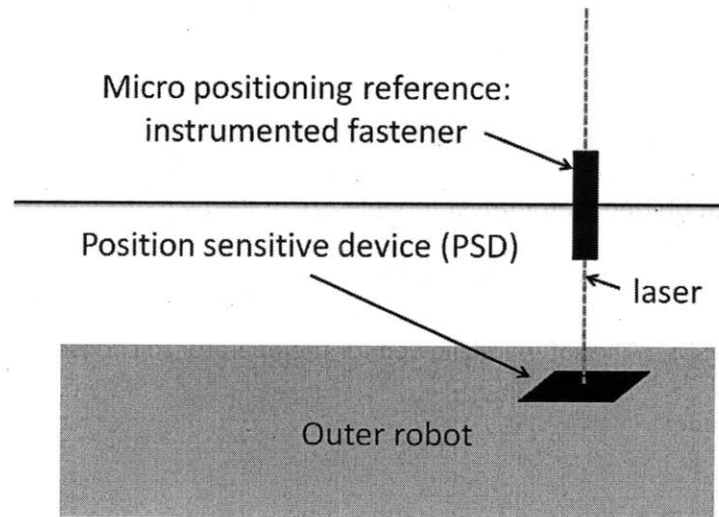 Micro positioning reference:
instrumented fastener
Position sensitive device (PSD)
laser
Outer robot